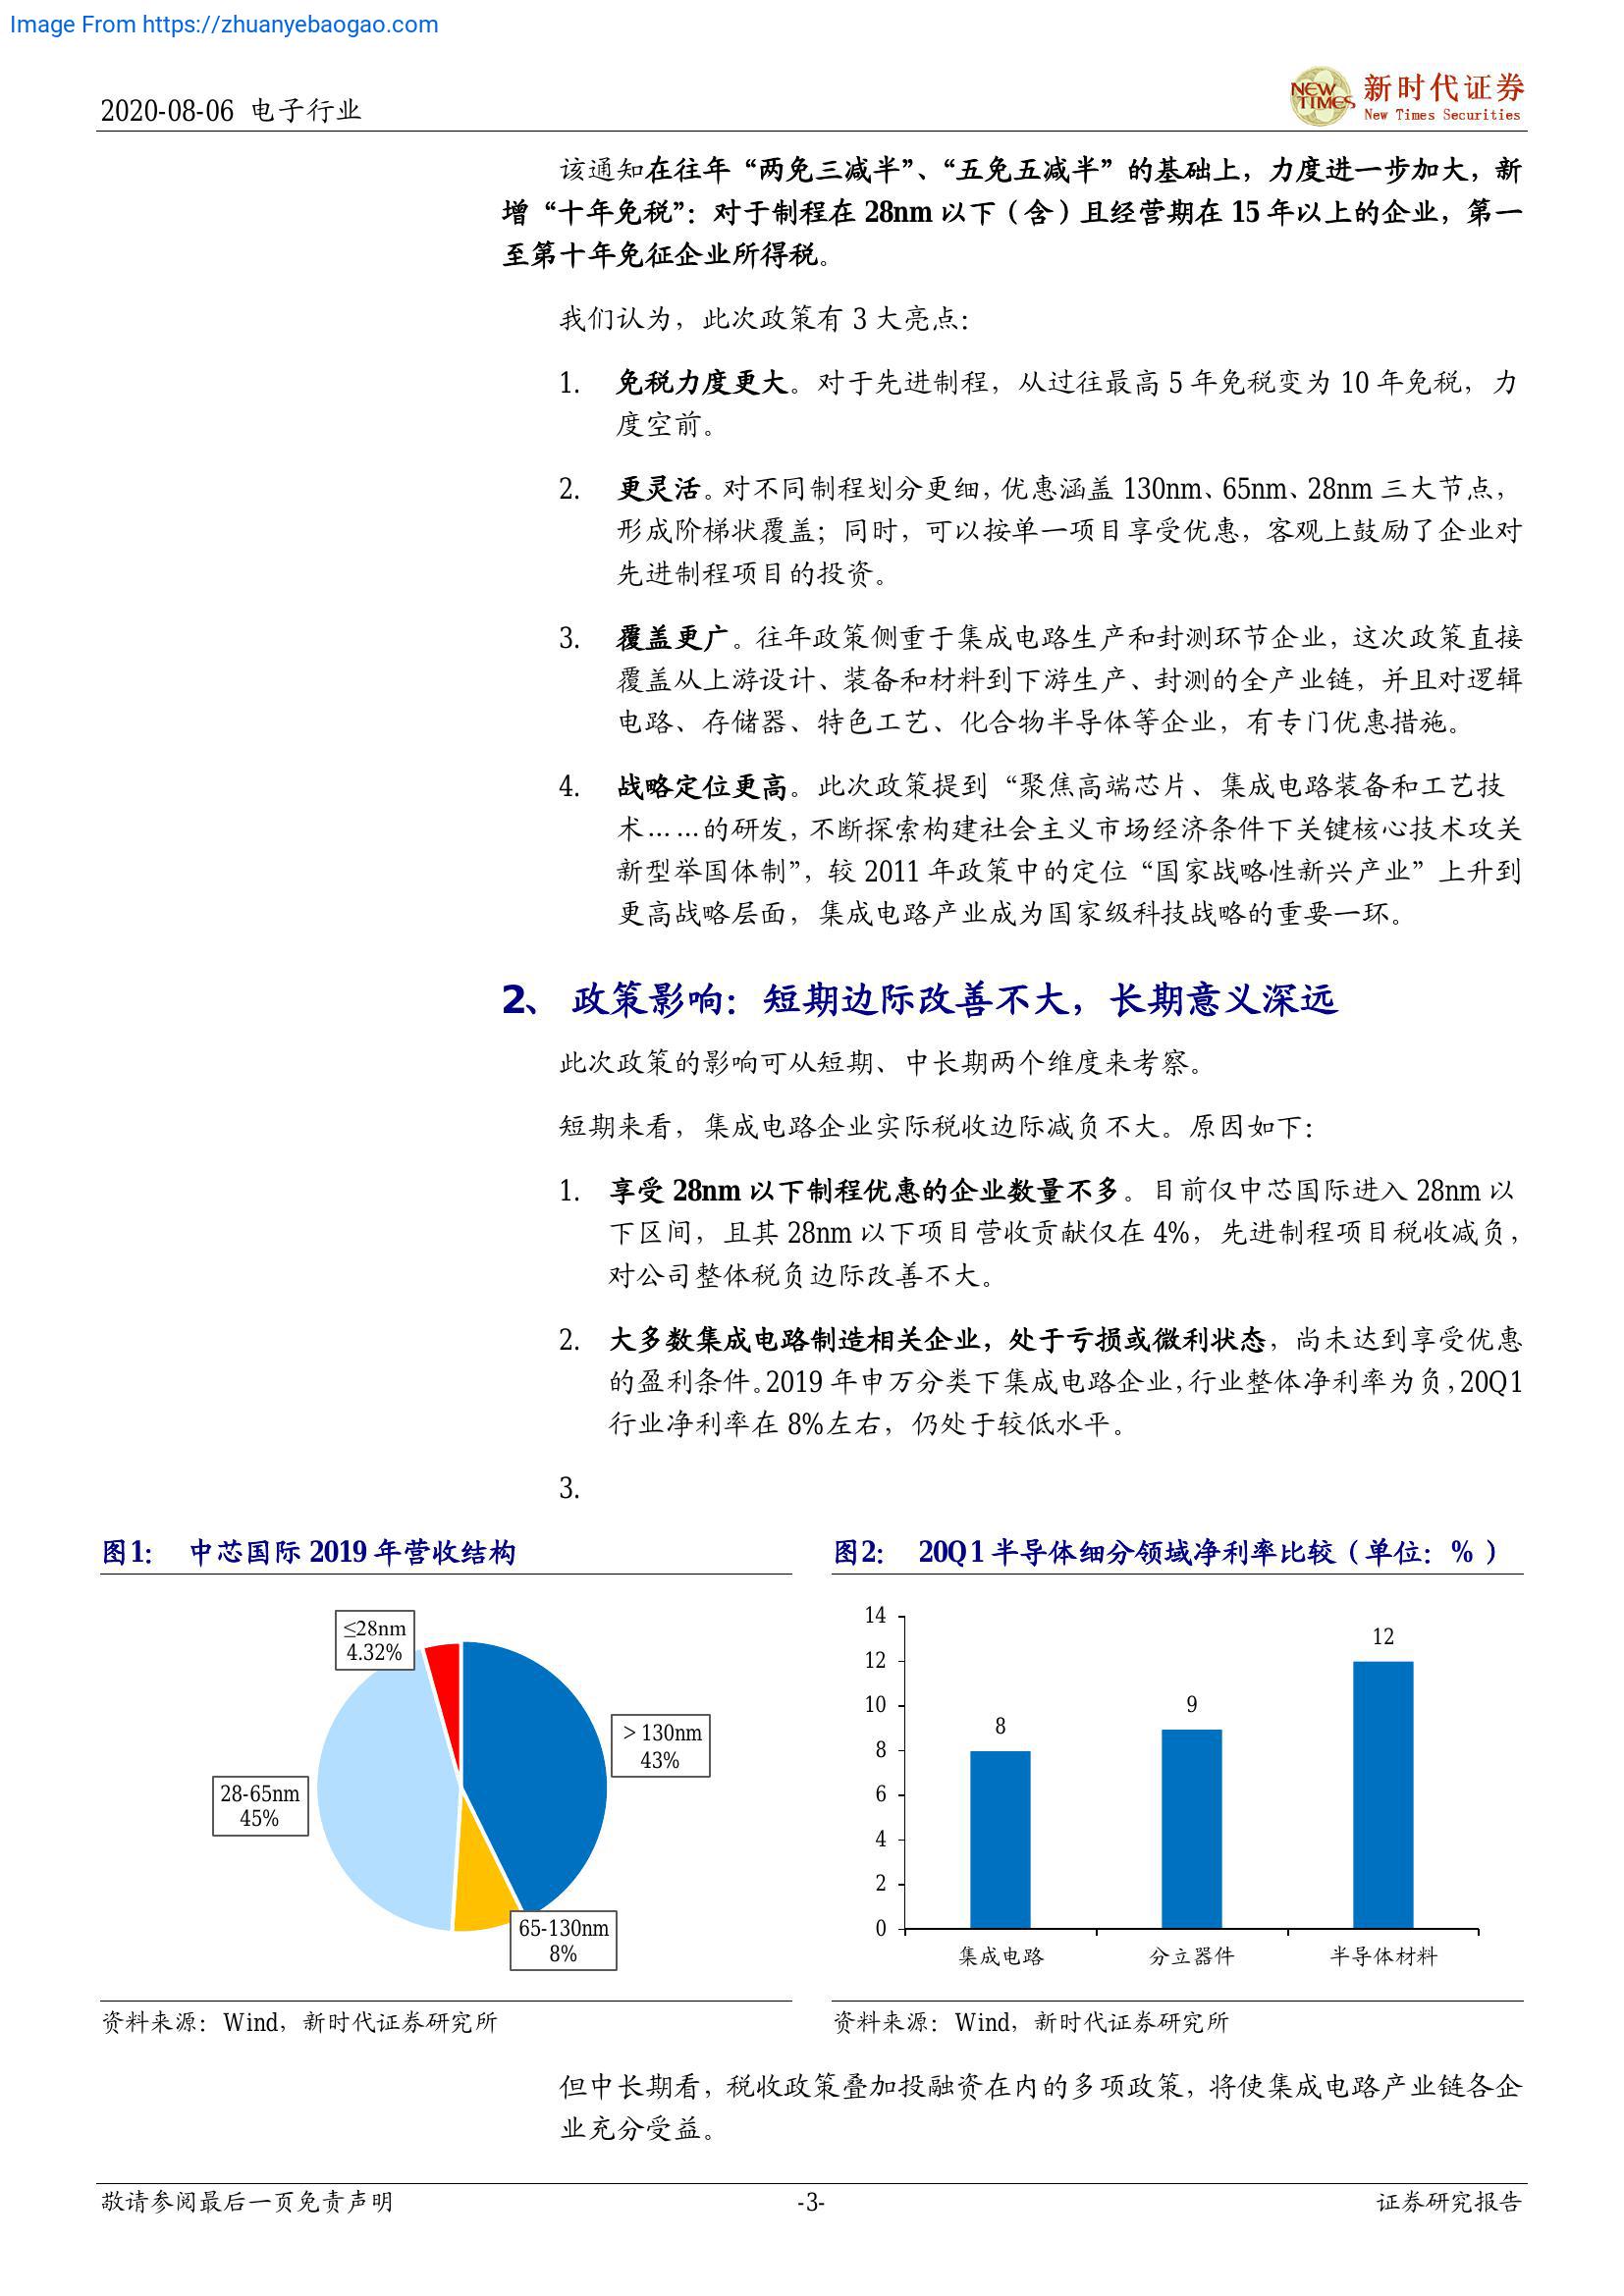 Image From https://zhuanyebaogao.com
2020-08-06 电子行业
NEW TIMES
新时代证券
New Times Securities
该通知在往年“两免三减半”、“五免五减半”的基础上，力度进一步加大，新
增“十年免税”：对于制程在 28nm 以下（含）且经营期在 15 年以上的企业，第一
至第十年免征企业所得税。
我们认为，此次政策有 3 大亮点：
1. 免税力度更大。对于先进制程，从过往最高 5 年免税变为 10 年免税，力
度空前。
2. 更灵活。对不同制程划分更细，优惠涵盖 130nm、65nm、28nm 三大节点，
形成阶梯状覆盖；同时，可以按单一项目享受优惠，客观上鼓励了企业对
先进制程项目的投资。
3. 覆盖更广。往年政策侧重于集成电路生产和封测环节企业，这次政策直接
覆盖从上游设计、装备和材料到下游生产、封测的全产业链，并且对逻辑
电路、存储器、特色工艺、化合物半导体等企业，有专门优惠措施。
4. 战略定位更高。此次政策提到“聚焦高端芯片、集成电路装备和工艺技
术……的研发，不断探索构建社会主义市场经济条件下关键核心技术攻关
新型举国体制”，较 2011 年政策中的定位“国家战略性新兴产业”上升到
更高战略层面，集成电路产业成为国家级科技战略的重要一环。
2、 政策影响：短期边际改善不大，长期意义深远
此次政策的影响可从短期、中长期两个维度来考察。
短期来看，集成电路企业实际税收边际减负不大。原因如下：
1. 享受 28nm 以下制程优惠的企业数量不多。目前仅中芯国际进入 28nm 以
下区间，且其 28nm 以下项目营收贡献仅在 4%，先进制程项目税收减负，
对公司整体税负边际改善不大。
2. 大多数集成电路制造相关企业，处于亏损或微利状态，尚未达到享受优惠
的盈利条件。2019 年申万分类下集成电路企业，行业整体净利率为负，20Q1
行业净利率在 8%左右，仍处于较低水平。
3.
图1： 中芯国际 2019 年营收结构
≤28nm
4.32%
＞130nm
43%
28-65nm
45%
65-130nm
8%
资料来源：Wind，新时代证券研究所
图2： 20Q1 半导体细分领域净利率比较（单位：%）
14
12
10
8
6
4
2
0
8
9
12
集成电路
分立器件
半导体材料
资料来源：Wind，新时代证券研究所
但中长期看，税收政策叠加投融资在内的多项政策，将使集成电路产业链各企
业充分受益。
敬请参阅最后一页免责声明
-3-
证券研究报告